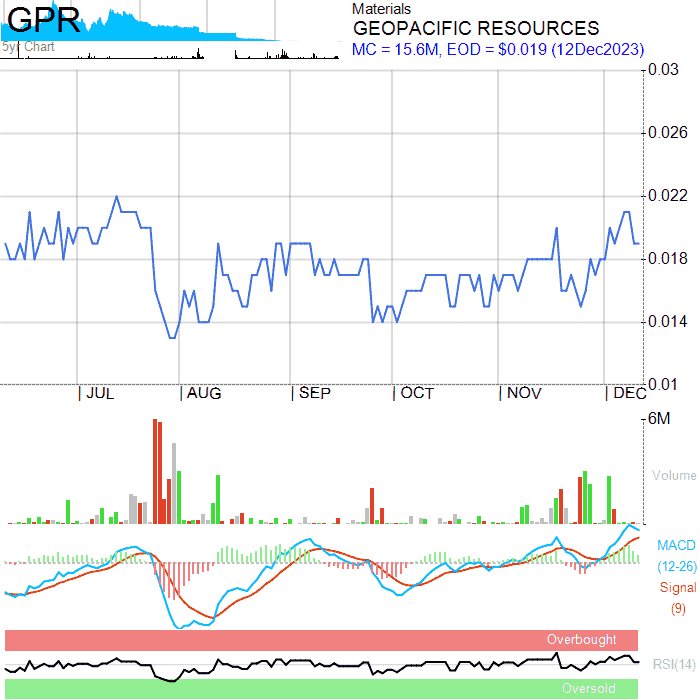 GPR
5yr Chart
Materials
GEOPACIFIC RESOURCES
MC = 15.6M, EOD = $0.019 (12Dec2023)
0.03
0.026
0.022
0.018
0.014
0.01
JUL
AUG
SEP
OCT
NOV
DEC
6M
Volume
MACD
(12-26)
Signal
(9)
Overbought
RSI(14)
Oversold